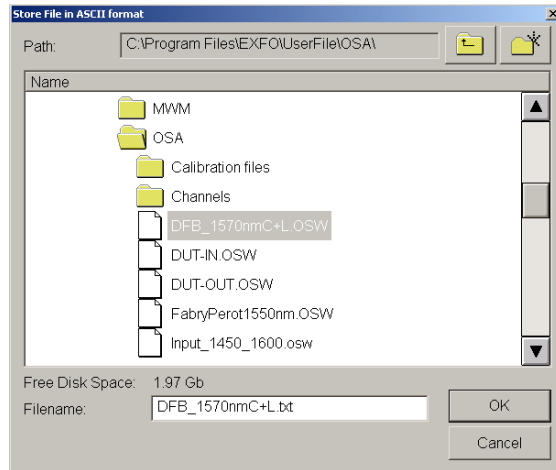 Store File in ASCII format
Path: C:\Program Files\EXFO\UserFile\OSA\
Name
MWM
OSA
Calibration files
Channels
DFB_1570nmC+L.OSW
DUT-IN.OSW
DUT-OUT.OSW
FabryPerot1550nm.OSW
Input_1450_1600.osw
Free Disk Space: 1.97 Gb
Filename: DFB_1570nmC+L.txt
OK
Cancel